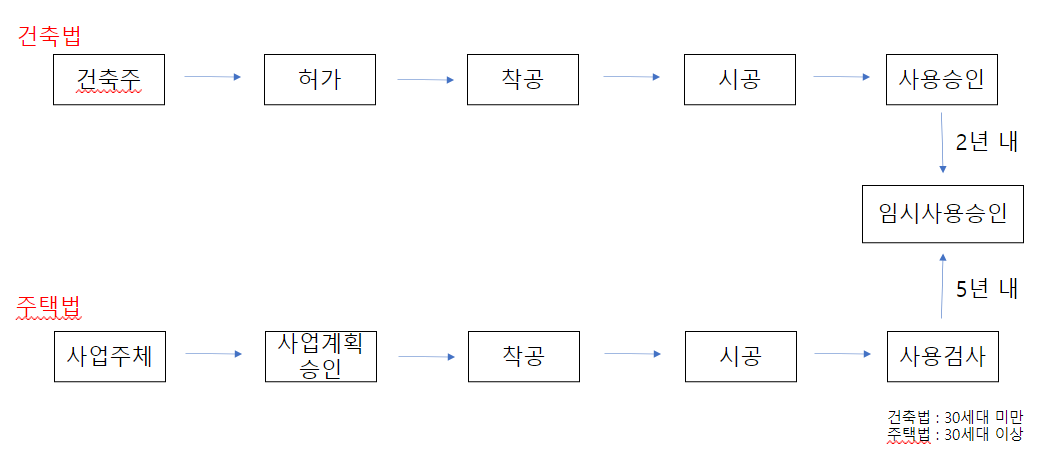 건축법
건축주
허가
착공
시공
사용승인
2년 내
임시사용승인
5년 내
주택법
사업주체
사업계획
승인
착공
시공
사용검사
건축법 : 30세대 미만
주택법 : 30세대 이상